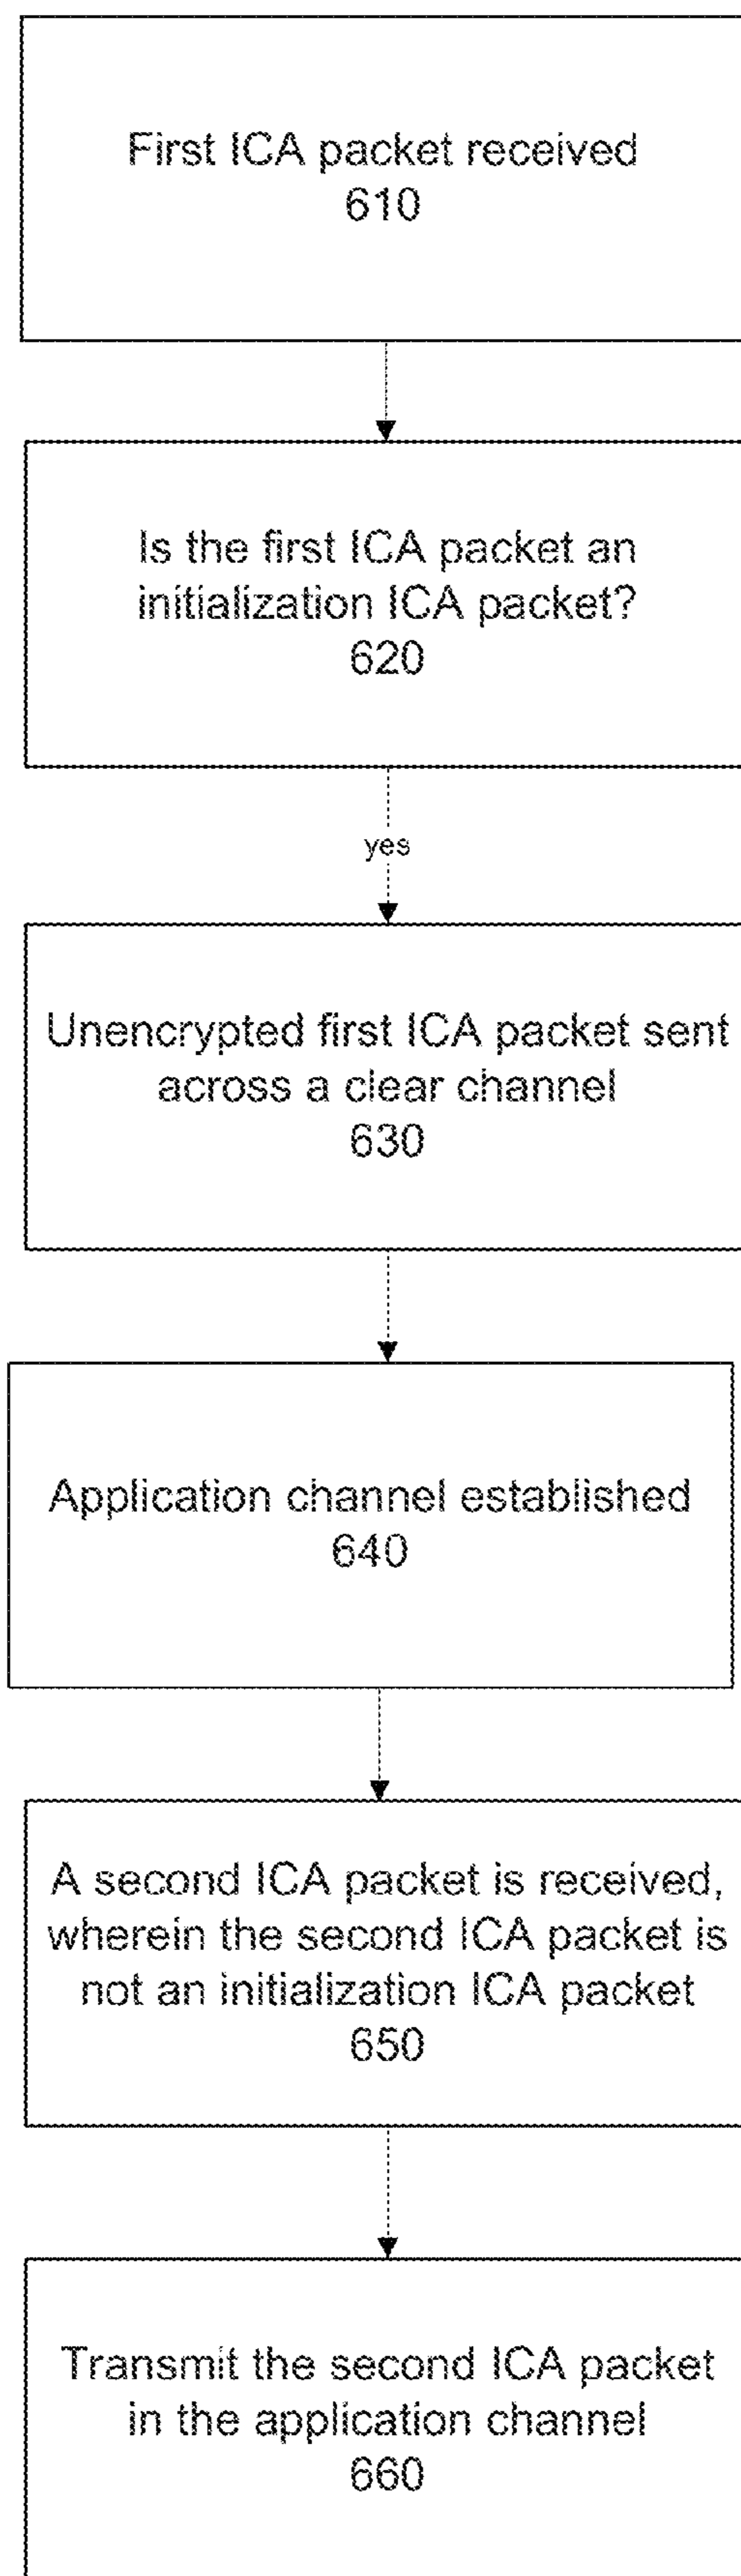 First ICA packet received
610
Is the first ICA packet an
initialization ICA packet?
620
yes
Unencrypted first ICA packet sent
across a clear channel
630
Application channel established
640
A second ICA packet is received,
wherein the second ICA packet is
not an initialization ICA packet
650
Transmit the second ICA packet
in the application channel
660